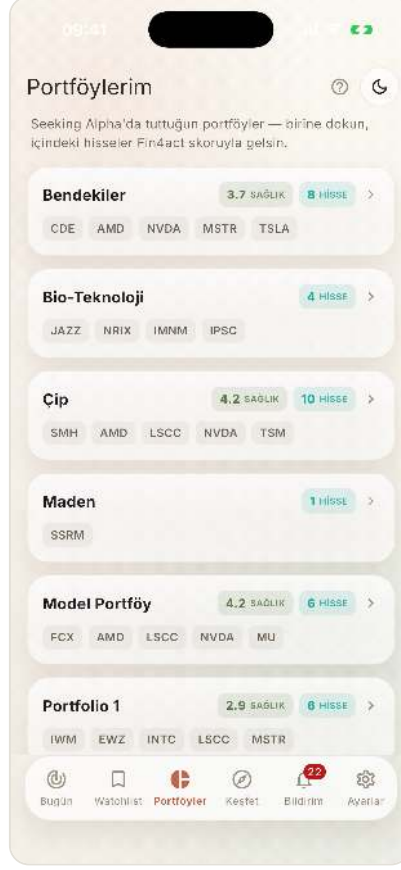 09:41
Portföylerim
Seeking Alpha'da tuttuğun portföyler — birine dokun,
içindeki hisseler Fin4act skoruyla gelsin.
Bendekiler 3.7 SAĞLIK 8 HİSSE
CDE AMD NVDA MSTR TSLA
Bio-Teknoloji 4 HİSSE
JAZZ NRIX IMNM IPSC
Çip 4.2 SAĞLIK 10 HİSSE
SMH AMD LSCC NVDA TSM
Maden 1 HİSSE
SSRM
Model Portföy 4.2 SAĞLIK 6 HİSSE
FCX AMD LSCC NVDA MU
Portfolio 1 2.9 SAĞLIK 6 HİSSE
IWM EWZ INTC LSCC MSTR
22
Bugün Watchlist Portföyler Keşfet Bildirim Ayarlar